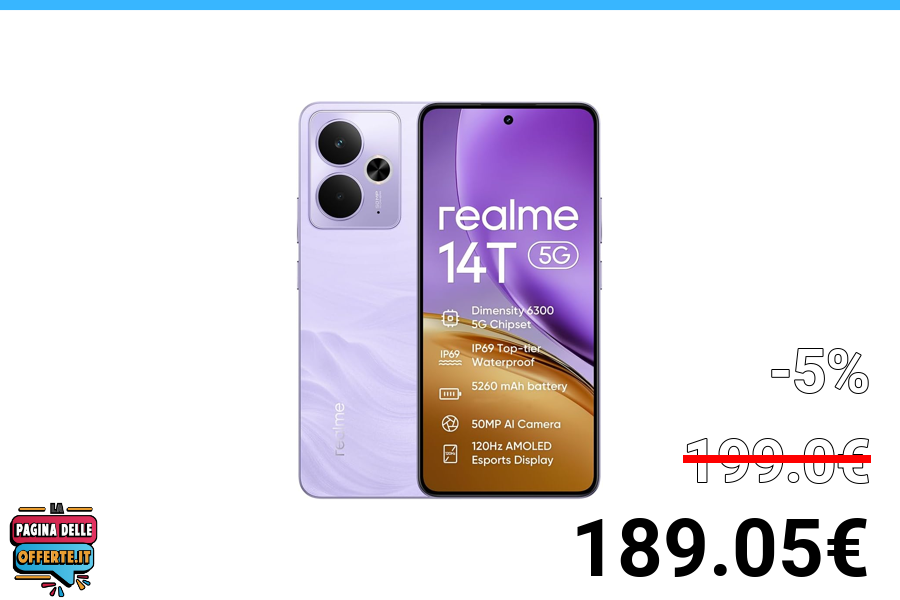 realme
14T 5G
Dimensity 6300
5G Chipset
IP69
IP69 Top-tier
Waterproof
5260 mAh battery
50MP AI Camera
120Hz AMOLED
Esports Display
realme
-5%
199.0€
189.05€
LA
PAGINA DELLE
OFFERTE.IT